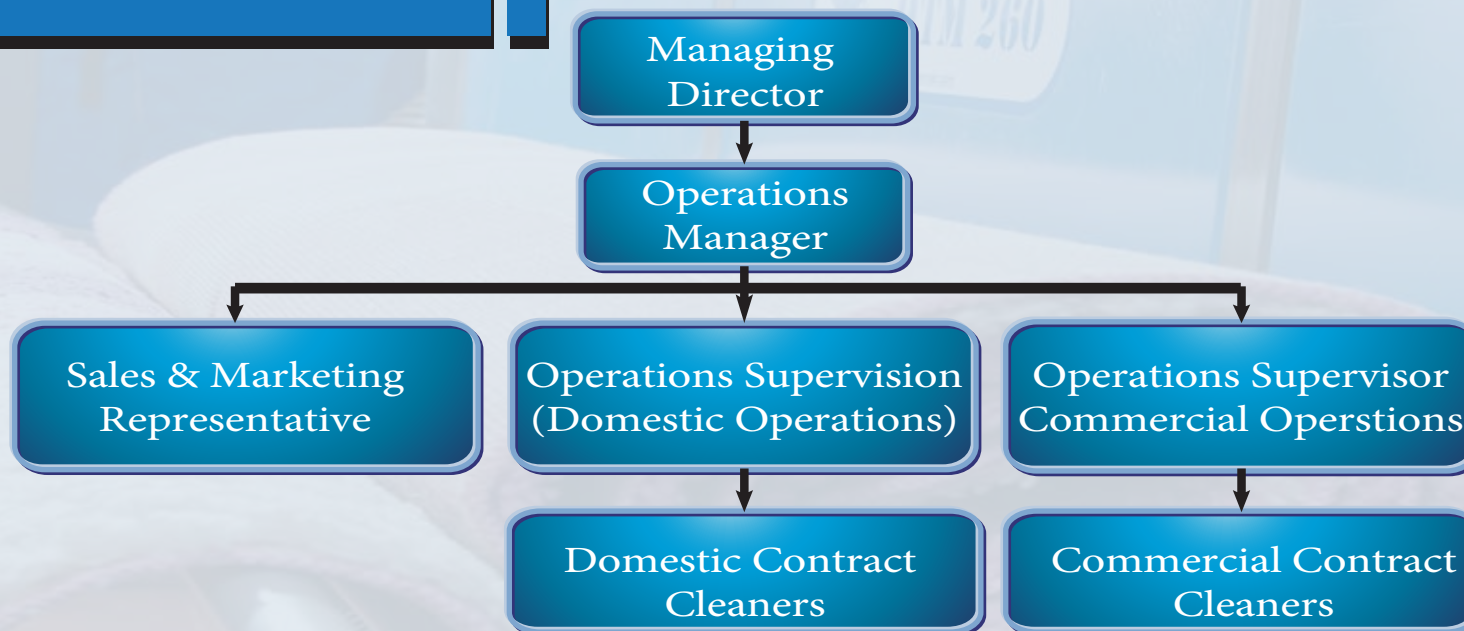 Managing
Director
Operations
Manager
Sales & Marketing
Representative
Operations Supervision
(Domestic Operations)
Operations Supervisor
Commercial Operstions
Domestic Contract
Cleaners
Commercial Contract
Cleaners
260